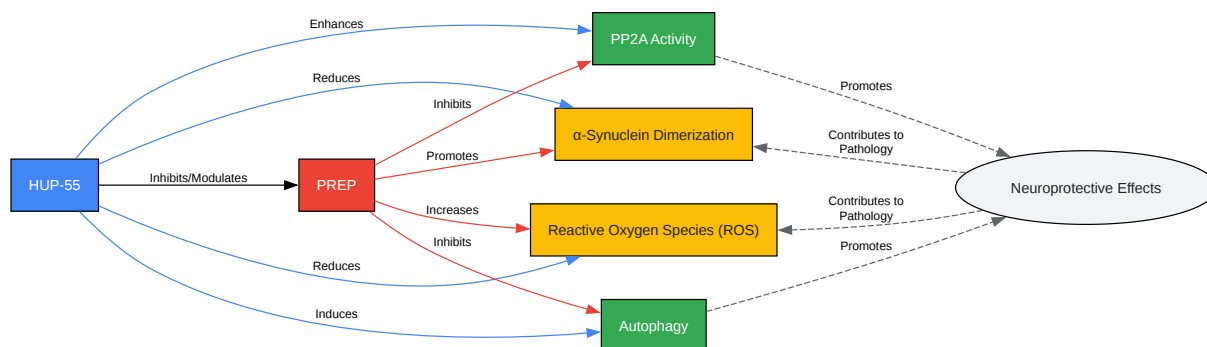 Enhances
PP2A Activity
Reduces
Promotes
Inhibits
α-Synuclein Dimerization
Contributes to
Pathology
Promotes
HUP-55
Inhibits/Modulates
PREP
Neuroprotective Effects
Increases
Contributes to
Pathology
Reactive Oxygen Species (ROS)
Inhibits
Promotes
Reduces
Induces
Autophagy